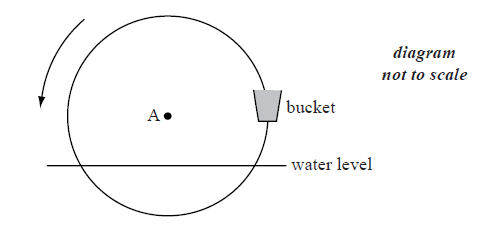 diagram
not to scale
bucket
A
water level